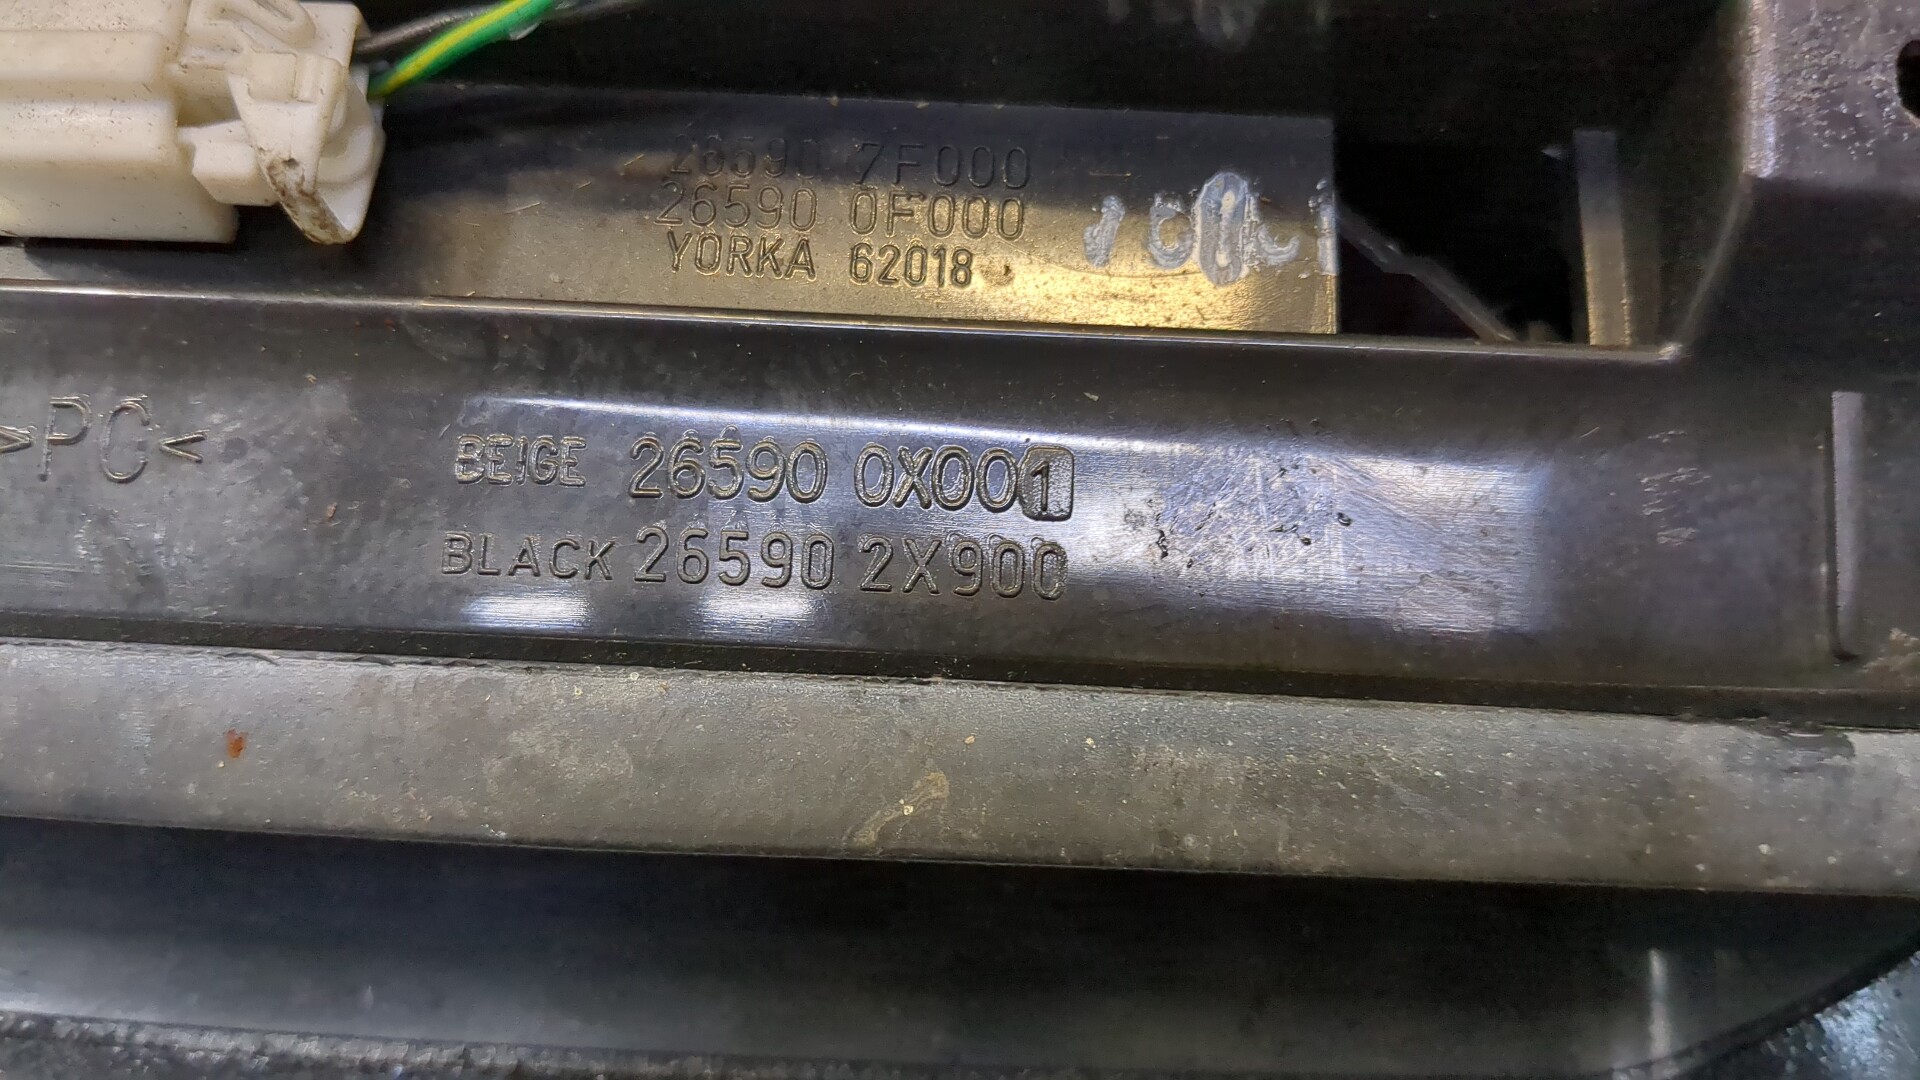 26590 7F000
26590 0F000
YORKA 62018
>PC<
BEIGE 26590 0X001
BLACK 26590 2X900